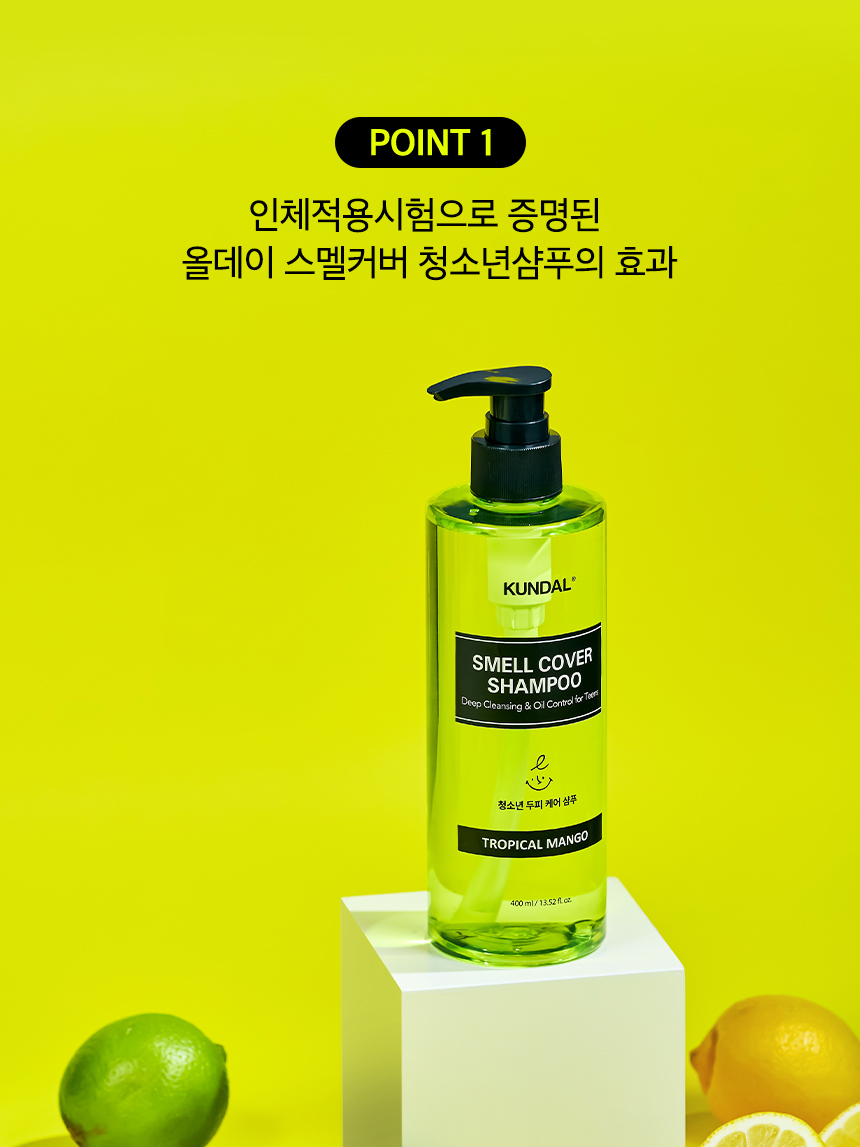 POINT 1
인체적용시험으로 증명된
올데이 스멜커버 청소년샴푸의 효과
KUNDAL®
SMELL COVER
SHAMPOO
Deep Cleansing & Oil Control for Teens
청소년 두피 케어 샴푸
TROPICAL MANGO
400 ml / 13.52 fl. oz.